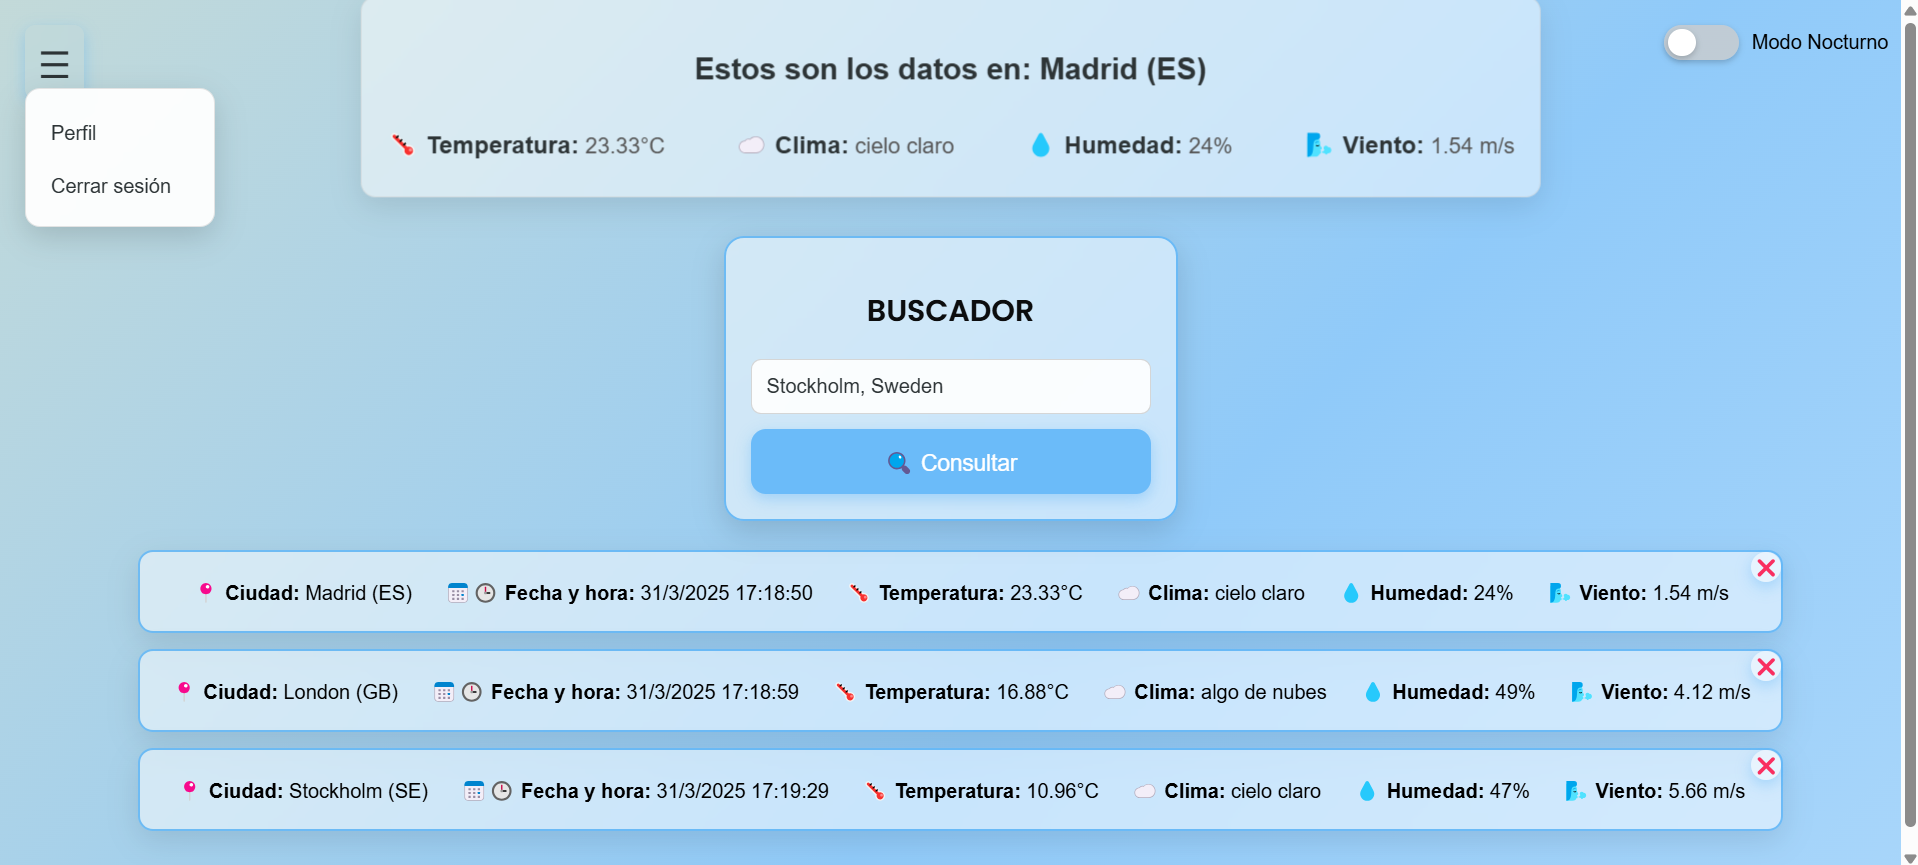 Perfil
Cerrar sesión
Estos son los datos en: Madrid (ES)
Temperatura: 23.33°C Clima: cielo claro Humedad: 24% Viento: 1.54 m/s
Modo Nocturno
BUSCADOR
Stockholm, Sweden
Consultar
Ciudad: Madrid (ES) Fecha y hora: 31/3/2025 17:18:50 Temperatura: 23.33°C Clima: cielo claro Humedad: 24% Viento: 1.54 m/s
Ciudad: London (GB) Fecha y hora: 31/3/2025 17:18:59 Temperatura: 16.88°C Clima: algo de nubes Humedad: 49% Viento: 4.12 m/s
Ciudad: Stockholm (SE) Fecha y hora: 31/3/2025 17:19:29 Temperatura: 10.96°C Clima: cielo claro Humedad: 47% Viento: 5.66 m/s